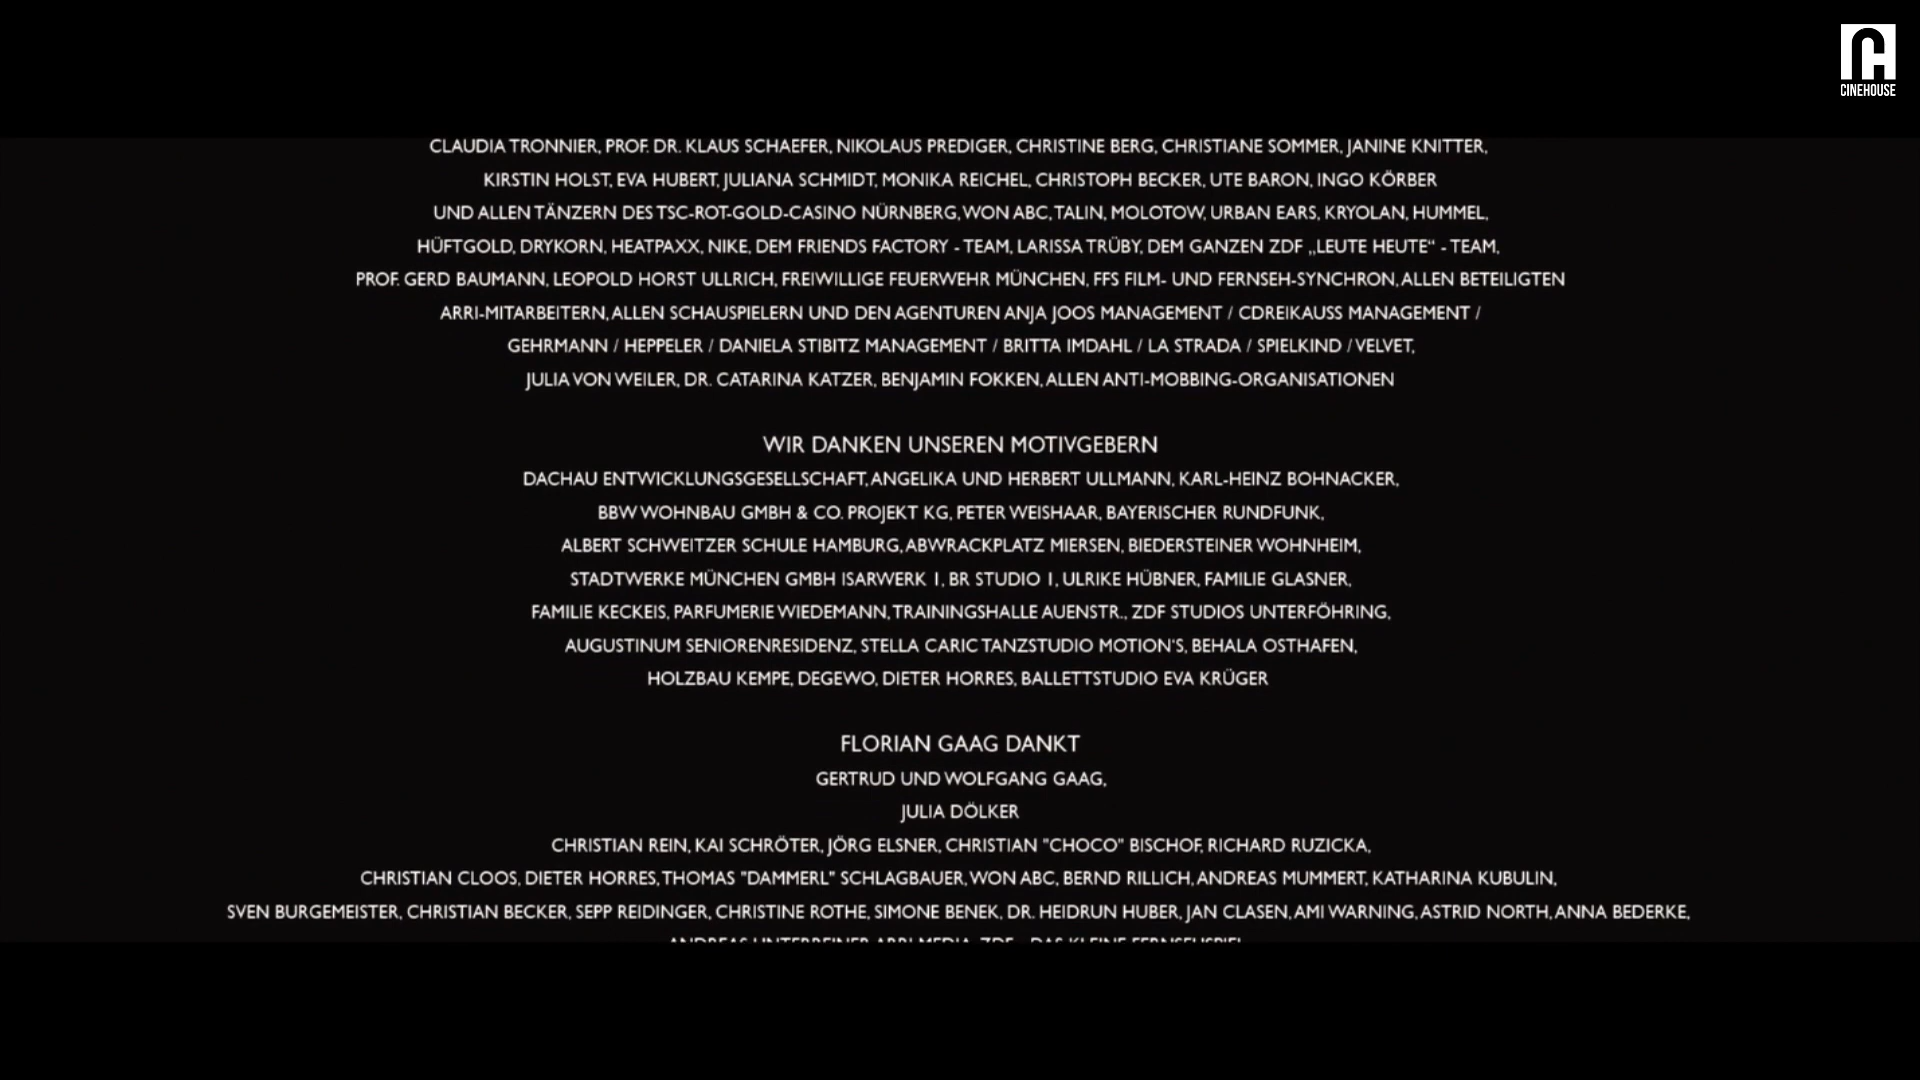 CINEHOUSE
CLAUDIA TRONNIER, PROF. DR. KLAUS SCHAEFER, NIKOLAUS PREDIGER, CHRISTINE BERG, CHRISTIANE SOMMER, JANINE KNITTER,
KIRSTIN HOLST, EVA HUBERT, JULIANA SCHMIDT, MONIKA REICHEL, CHRISTOPH BECKER, UTE BARON, INGO KÖRBER
UND ALLEN TÄNZERN DES TSC-ROT-GOLD-CASINO NÜRNBERG, WON ABC, TALIN, MOLOTOW, URBAN EARS, KRYOLAN, HUMMEL,
HÜFTGOLD, DRYKORN, HEATPAXX, NIKE, DEM FRIENDS FACTORY - TEAM, LARISSA TRÜBY, DEM GANZEN ZDF „LEUTE HEUTE“ - TEAM,
PROF. GERD BAUMANN, LEOPOLD HORST ULLRICH, FREIWILLIGE FEUERWEHR MÜNCHEN, FFS FILM- UND FERNSEH-SYNCHRON, ALLEN BETEILIGTEN
ARRI-MITARBEITERN, ALLEN SCHAUSPIELERN UND DEN AGENTUREN ANJA JOOS MANAGEMENT / CDREIKAUSS MANAGEMENT /
GEHRMANN / HEPPELER / DANIELA STIBITZ MANAGEMENT / BRITTA IMDAHL / LA STRADA / SPIELKIND / VELVET,
JULIA VON WEILER, DR. CATARINA KATZER, BENJAMIN FOKKEN, ALLEN ANTI-MOBBING-ORGANISATIONEN
WIR DANKEN UNSEREN MOTIVGEBERN
DACHAU ENTWICKLUNGSGESELLSCHAFT, ANGELIKA UND HERBERT ULLMANN, KARL-HEINZ BOHNACKER,
BBW WOHNBAU GMBH & CO. PROJEKT KG, PETER WEISHAAR, BAYERISCHER RUNDFUNK,
ALBERT SCHWEITZER SCHULE HAMBURG, ABWRACKPLATZ MIERSEN, BIEDERSTEINER WOHNHEIM,
STADTWERKE MÜNCHEN GMBH ISARWERK 1, BR STUDIO 1, ULRIKE HÜBNER, FAMILIE GLASNER,
FAMILIE KECKEIS, PARFUMERIE WIEDEMANN, TRAININGSHALLE AUENSTR., ZDF STUDIOS UNTERFÖHRING,
AUGUSTINUM SENIORENRESIDENZ, STELLA CARIC TANZSTUDIO MOTION'S, BEHALA OSTHAFEN,
HOLZBAU KEMPE, DEGEWO, DIETER HORRES, BALLETTSTUDIO EVA KRÜGER
FLORIAN GAAG DANKT
GERTRUD UND WOLFGANG GAAG,
JULIA DÖLKER
CHRISTIAN REIN, KAI SCHRÖTER, JÖRG ELSNER, CHRISTIAN "CHOCO" BISCHOF, RICHARD RUZICKA,
CHRISTIAN CLOOS, DIETER HORRES, THOMAS "DAMMERL" SCHLAGBAUER, WON ABC, BERND RILLICH, ANDREAS MUMMERT, KATHARINA KUBULIN,
SVEN BURGEMEISTER, CHRISTIAN BECKER, SEPP REIDINGER, CHRISTINE ROTHE, SIMONE BENEK, DR. HEIDRUN HUBER, JAN CLASEN, AMI WARNING, ASTRID NORTH, ANNA BEDERKE,